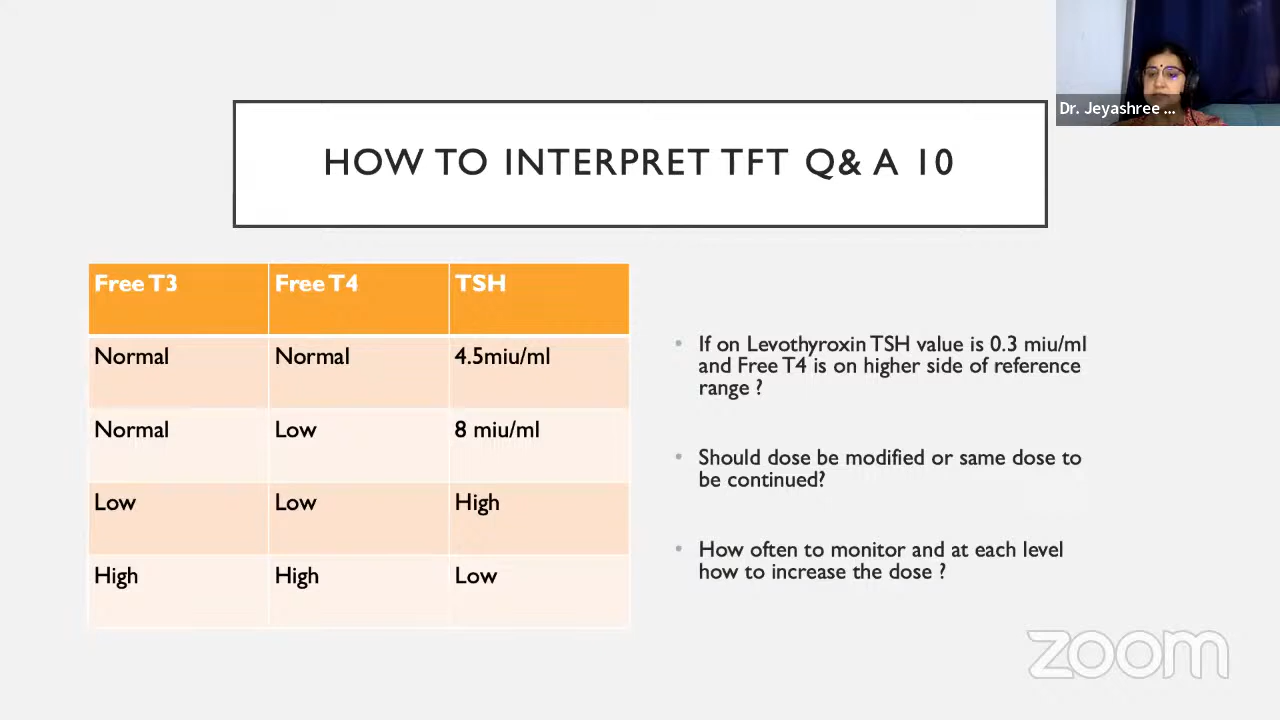 Dr. Jeyashree ...
HOW TO INTERPRET TFT Q& A 10
Free T3 Free T4 TSH
Normal Normal 4.5miu/ml
Normal Low 8 miu/ml
Low Low High
High High Low
• If on Levothyroxin TSH value is 0.3 miu/ml
and Free T4 is on higher side of reference
range ?
• Should dose be modified or same dose to
be continued?
• How often to monitor and at each level
how to increase the dose ?
zoom